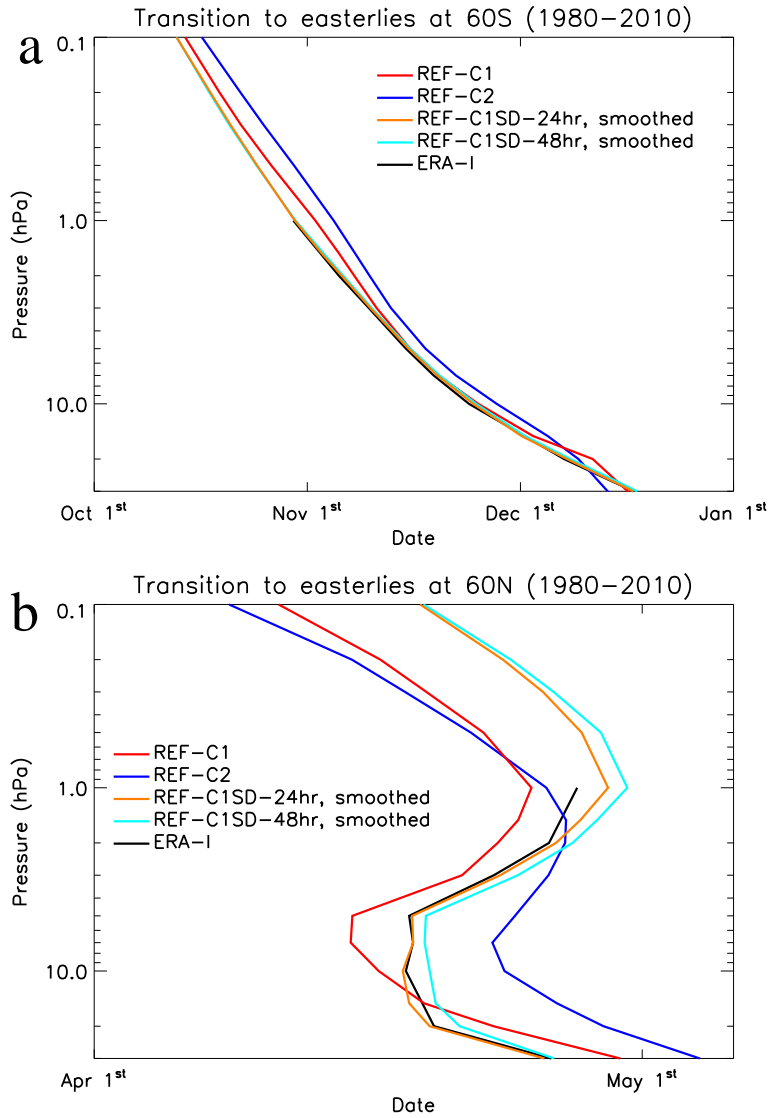 a
Transition to easterlies at 60S (1980−2010)
0.1
1.0
10.0
Pressure (hPa)
REF−C1
REF−C2
REF−C1SD−24hr, smoothed
REF−C1SD−48hr, smoothed
ERA−I
Oct 1st
Nov 1st
Dec 1st
Jan 1st
Date
b
Transition to easterlies at 60N (1980−2010)
0.1
1.0
10.0
Pressure (hPa)
REF−C1
REF−C2
REF−C1SD−24hr, smoothed
REF−C1SD−48hr, smoothed
ERA−I
Apr 1st
May 1st
Date